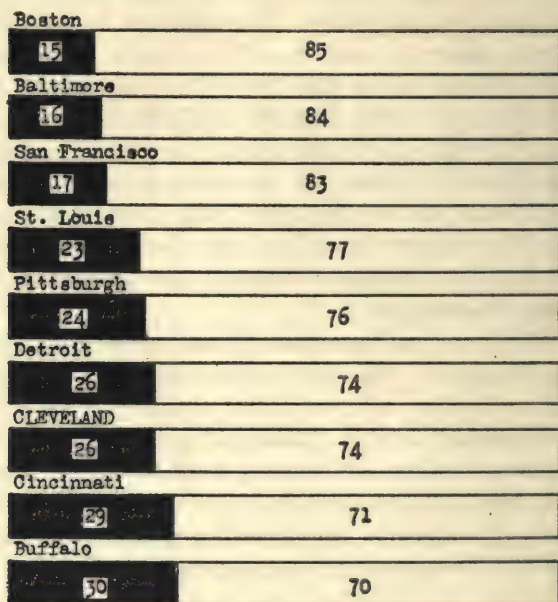 Boston
15 85
Baltimore
16 84
San Francisco
17 83
St. Louis
23 77
Pittsburgh
24 76
Detroit
26 74
CLEVELAND
26 74
Cincinnati
29 71
Buffalo
30 70